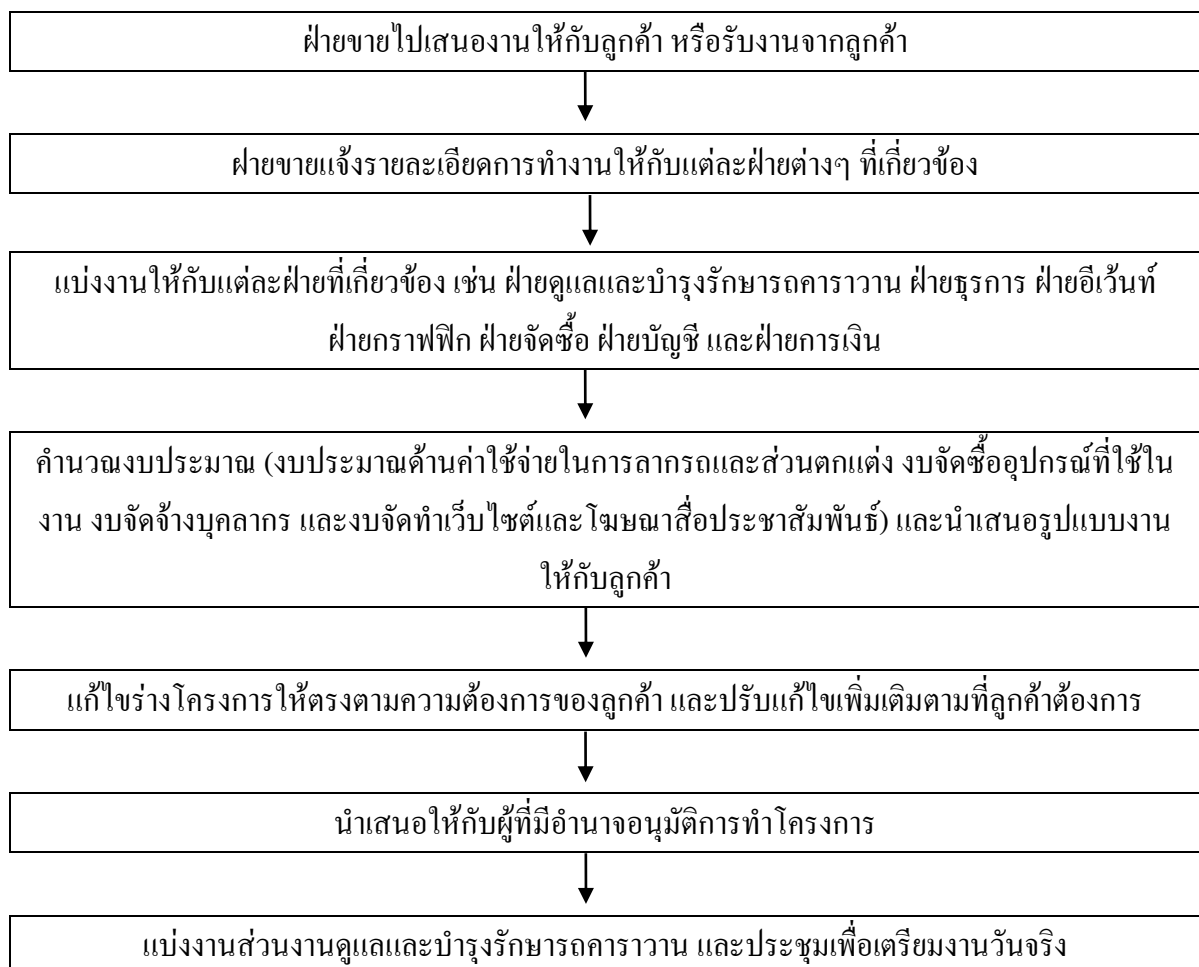 ฝ่ายขายไปเสนองานให้กับลูกค้า หรือรับงานจากลูกค้า
ฝายขายแจ้งรายละเอียดการทำงานให้กับแต่ละฝ่ายต่างๆ ที่เกี่ยวข้อง
แบ่งงานให้กับแต่ละฝ่ายที่เกี่ยวข้อง เช่น ฝ่ายดูแลและบำรุงรักษารถคาราวาน ฝ่ายธุรการ ฝ่ายอีเว้นท์
ฝ่ายกราฟฟิก ฝ่ายจัดซื้อ ฝ่ายบัญชี และฝ่ายการเงิน
คำนวณงบประมาณ (งบประมาณด้านค่าใช้จ่ายในการลากรถและส่วนตกแต่ง งบจัดซื้ออุปกรณ์ที่ใช้ใน
งาน งบจัดจ้างบุคลากร และงบจัดทำเว็บไซต์และโฆษณาสื่อประชาสัมพันธ์) และนำเสนอรูปแบบงาน
ให้กับลูกค้า
แก้ไขร่างโครงการให้ตรงตามความต้องการของลูกค้า และปรับแก้ไขเพิ่มเติมตามที่ลูกค้าต้องการ
นำเสนอให้กับผู้ที่มีอำนาจอนุมัติการทำโครงการ
แบ่งงานส่วนงานดูแลและบำรุงรักษารถคาราวาน และประชุมเพื่อเตรียมงานวันจริง